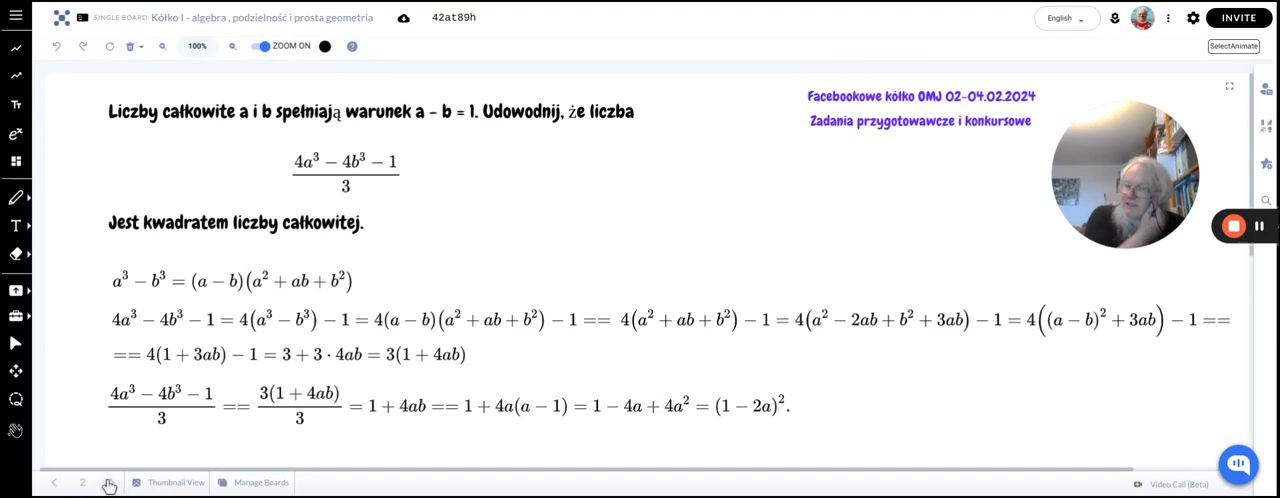 SINGLE BOARD: Kółko I - algebra , podzielność i prosta geometria
42at89h
English
INVITE
100%
ZOOM ON
SelectAnimate
Liczby całkowite a i b spełniają warunek a - b = 1. Udowodnij, że liczba
Facebookowe kółko OMJ 02-04.02.2024
Zadania przygotowawcze i konkursowe
4a³ − 4b³ − 1
3
Jest kwadratem liczby całkowitej.
a³ − b³ = (a − b)(a² + ab + b²)
4a³ − 4b³ − 1 = 4(a³ − b³) − 1 = 4(a − b)(a² + ab + b²) − 1 == 4(a² + ab + b²) − 1 = 4(a² − 2ab + b² + 3ab) − 1 = 4((a − b)² + 3ab) − 1 ==
== 4(1 + 3ab) − 1 = 3 + 3 · 4ab = 3(1 + 4ab)
4a³ − 4b³ − 1 / 3 == 3(1 + 4ab) / 3 = 1 + 4ab == 1 + 4a(a − 1) = 1 − 4a + 4a² = (1 − 2a)².
2
Thumbnail View
Manage Boards
Video Call (Beta)